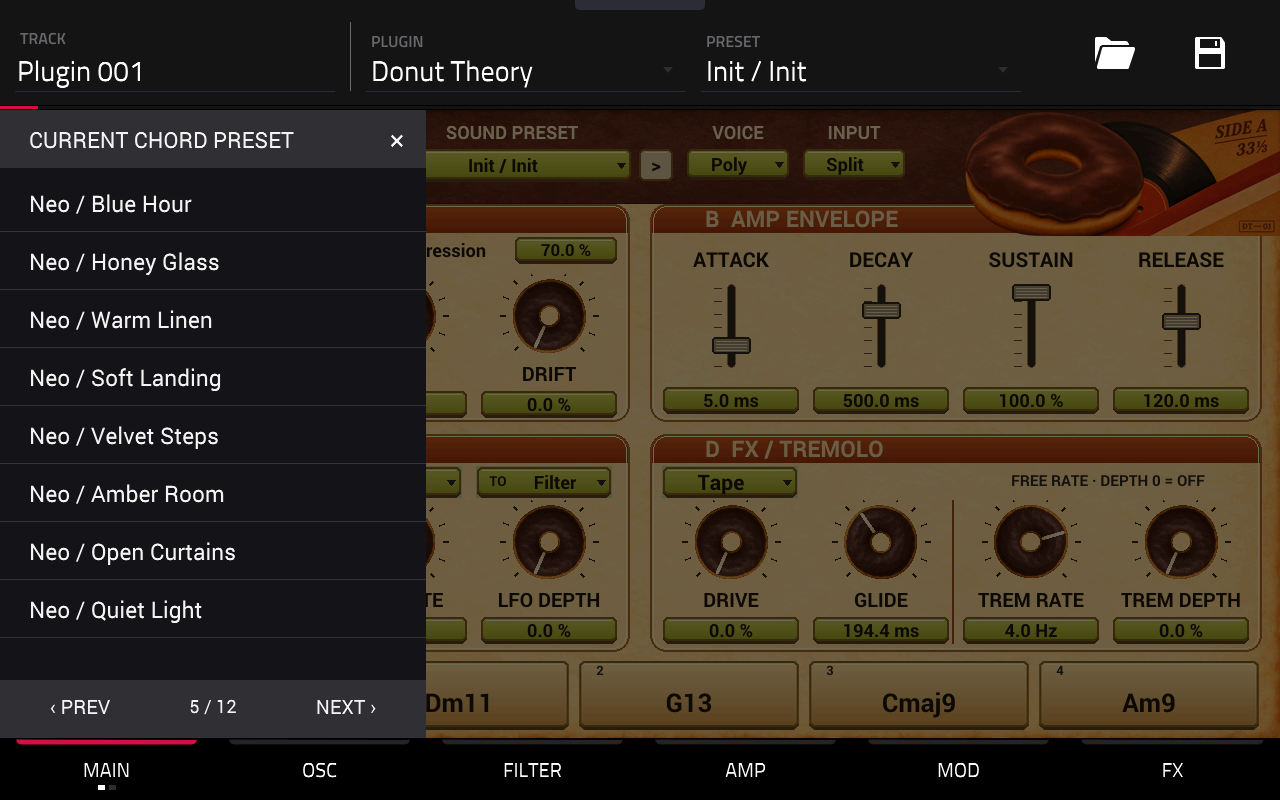 TRACK
Plugin 001
PLUGIN
Donut Theory
PRESET
Init / Init
CURRENT CHORD PRESET
×
Neo / Blue Hour
Neo / Honey Glass
Neo / Warm Linen
Neo / Soft Landing
Neo / Velvet Steps
Neo / Amber Room
Neo / Open Curtains
Neo / Quiet Light
‹ PREV
5 / 12
NEXT ›
SOUND PRESET
Init / Init
>
VOICE
Poly
INPUT
Split
SIDE A
33⅓
DT-01
ression
70.0 %
DRIFT
0.0 %
B AMP ENVELOPE
ATTACK
DECAY
SUSTAIN
RELEASE
5.0 ms
500.0 ms
100.0 %
120.0 ms
TO Filter
TE
LFO DEPTH
0.0 %
D FX / TREMOLO
Tape
FREE RATE · DEPTH 0 = OFF
DRIVE
GLIDE
TREM RATE
TREM DEPTH
0.0 %
194.4 ms
4.0 Hz
0.0 %
Dm11
2
G13
3
Cmaj9
4
Am9
MAIN
OSC
FILTER
AMP
MOD
FX